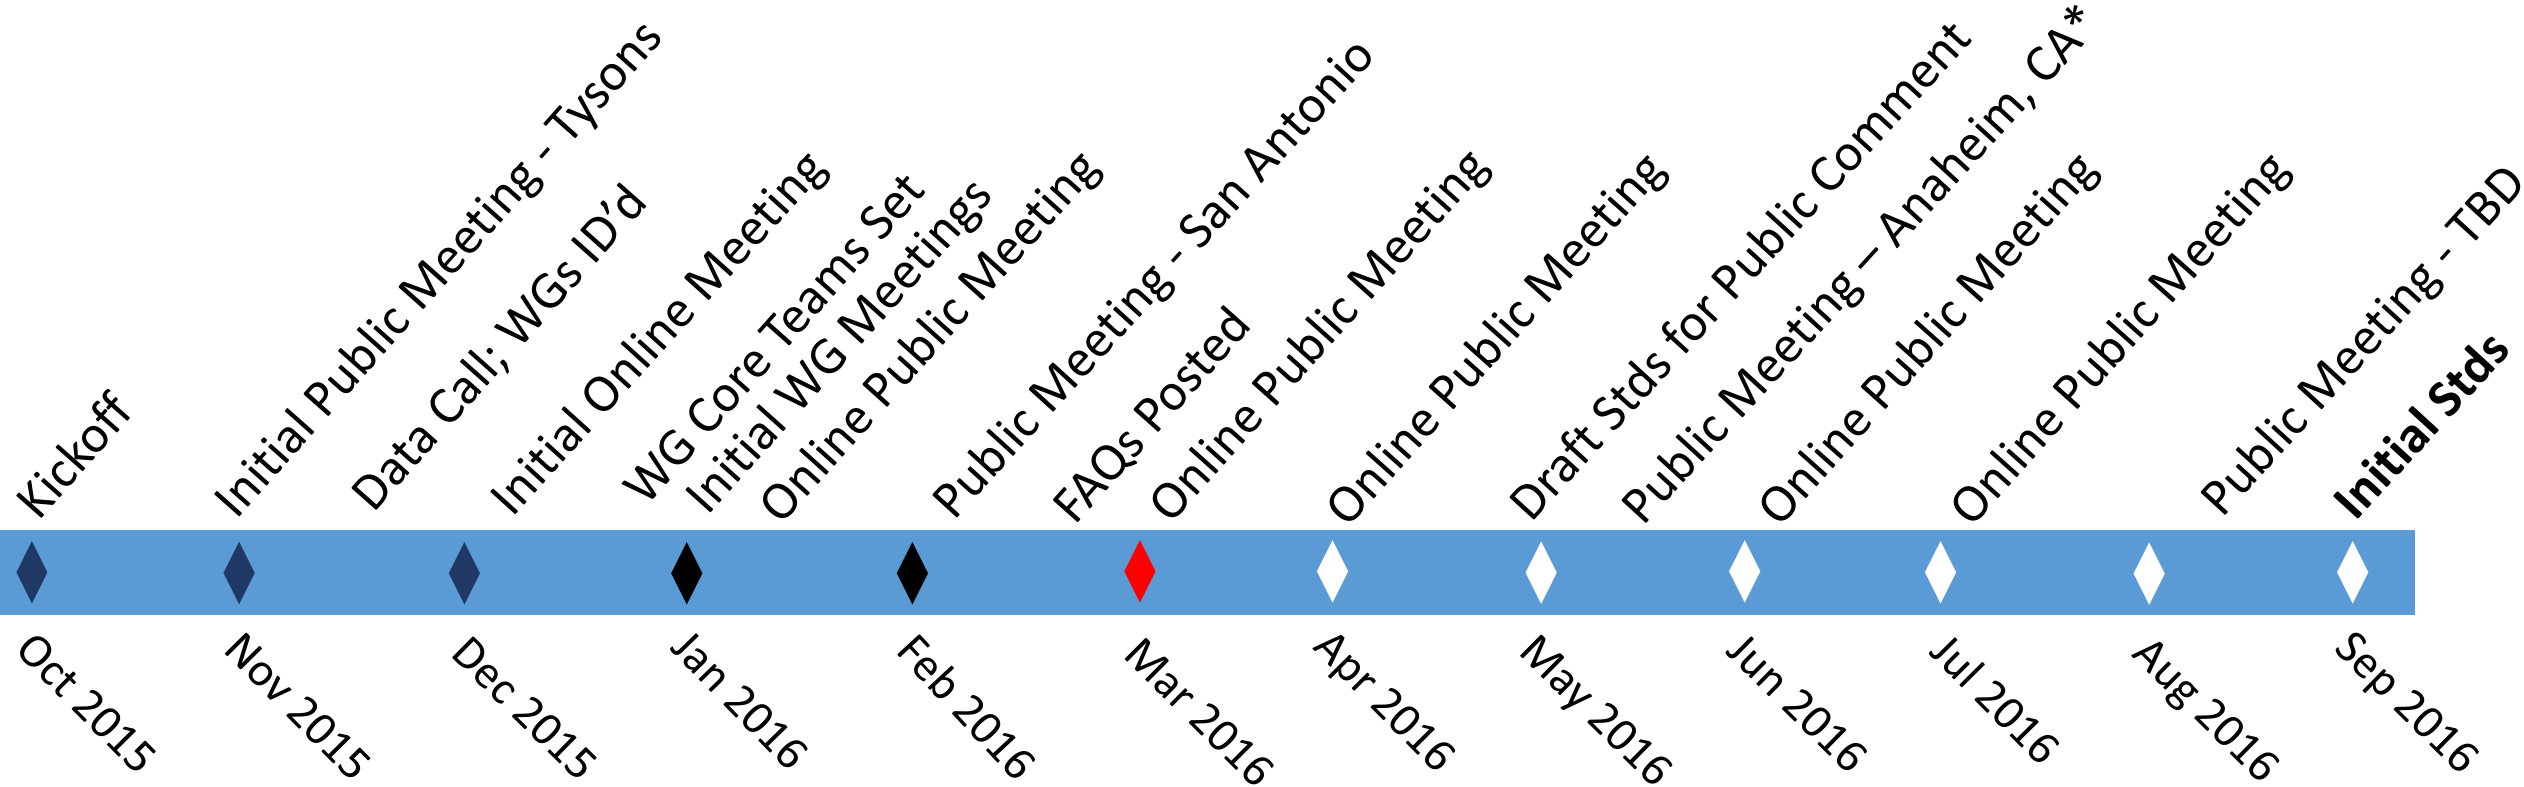 Kickoff
Initial Public Meeting - Tysons
Data Call; WGs ID’d
Initial Online Meeting
WG Core Teams Set
Initial WG Meetings
Online Public Meeting
Public Meeting - San Antonio
FAQs Posted
Online Public Meeting
Online Public Meeting
Draft Stds for Public Comment
Public Meeting – Anaheim, CA*
Online Public Meeting
Online Public Meeting
Public Meeting - TBD
Initial Stds
Oct 2015
Nov 2015
Dec 2015
Jan 2016
Feb 2016
Mar 2016
Apr 2016
May 2016
Jun 2016
Jul 2016
Aug 2016
Sep 2016